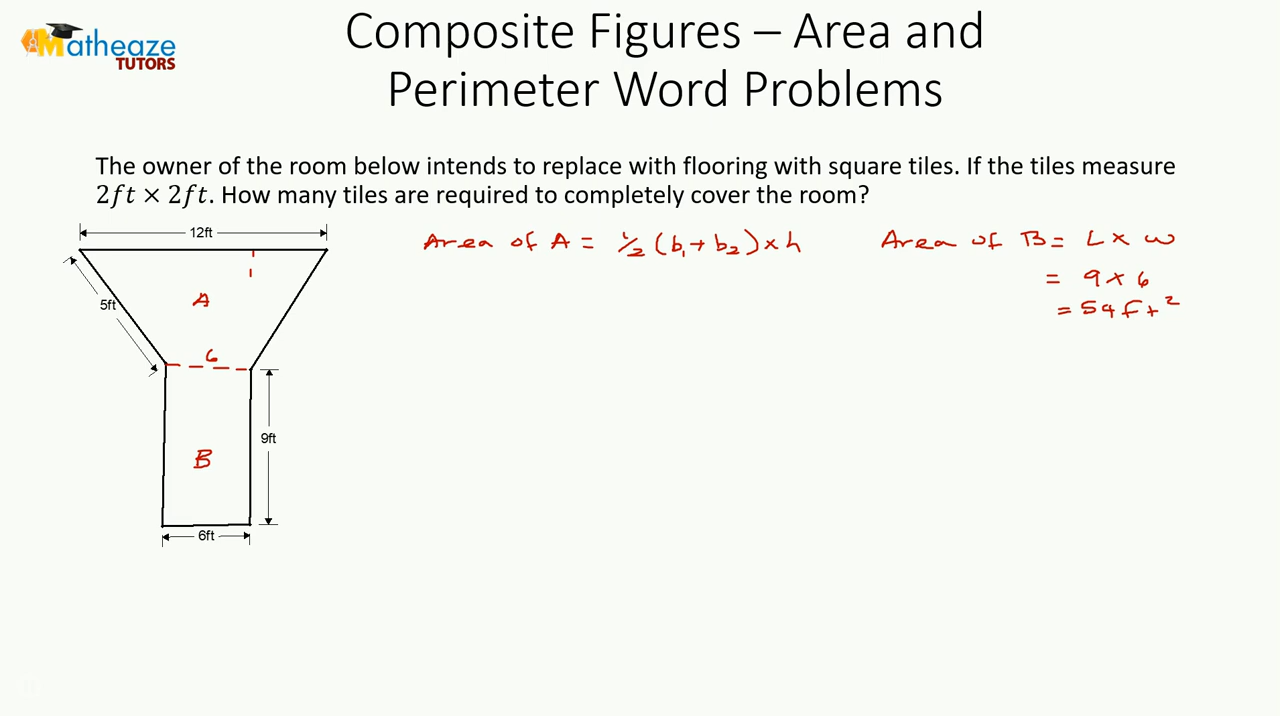 Matheaze
TUTORS
Composite Figures – Area and
Perimeter Word Problems
The owner of the room below intends to replace with flooring with square tiles. If the tiles measure
2ft × 2ft. How many tiles are required to completely cover the room?
12ft
Area of A = ½ (b₁ + b₂) × h
Area of B = L × w
= 9 × 6
= 54 ft²
5ft
A
6
9ft
B
6ft